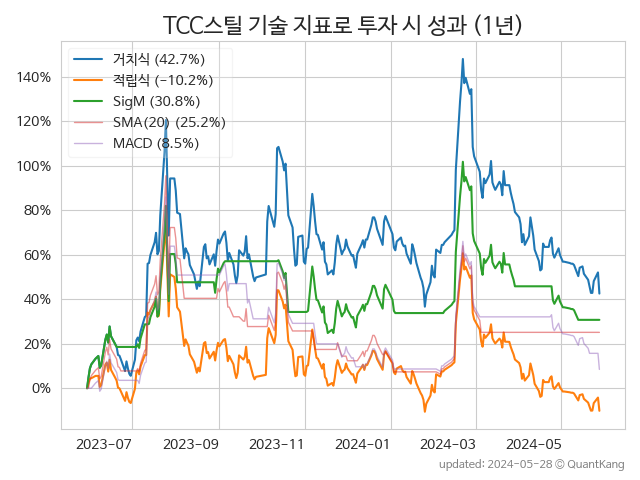 TCC스틸 기술 지표로 투자 시 성과 (1년)
거치식 (42.7%)
적립식 (-10.2%)
SigM (30.8%)
SMA(20) (25.2%)
MACD (8.5%)
140%
120%
100%
80%
60%
40%
20%
0%
2023-07 2023-09 2023-11 2024-01 2024-03 2024-05
updated: 2024-05-28 © QuantKang